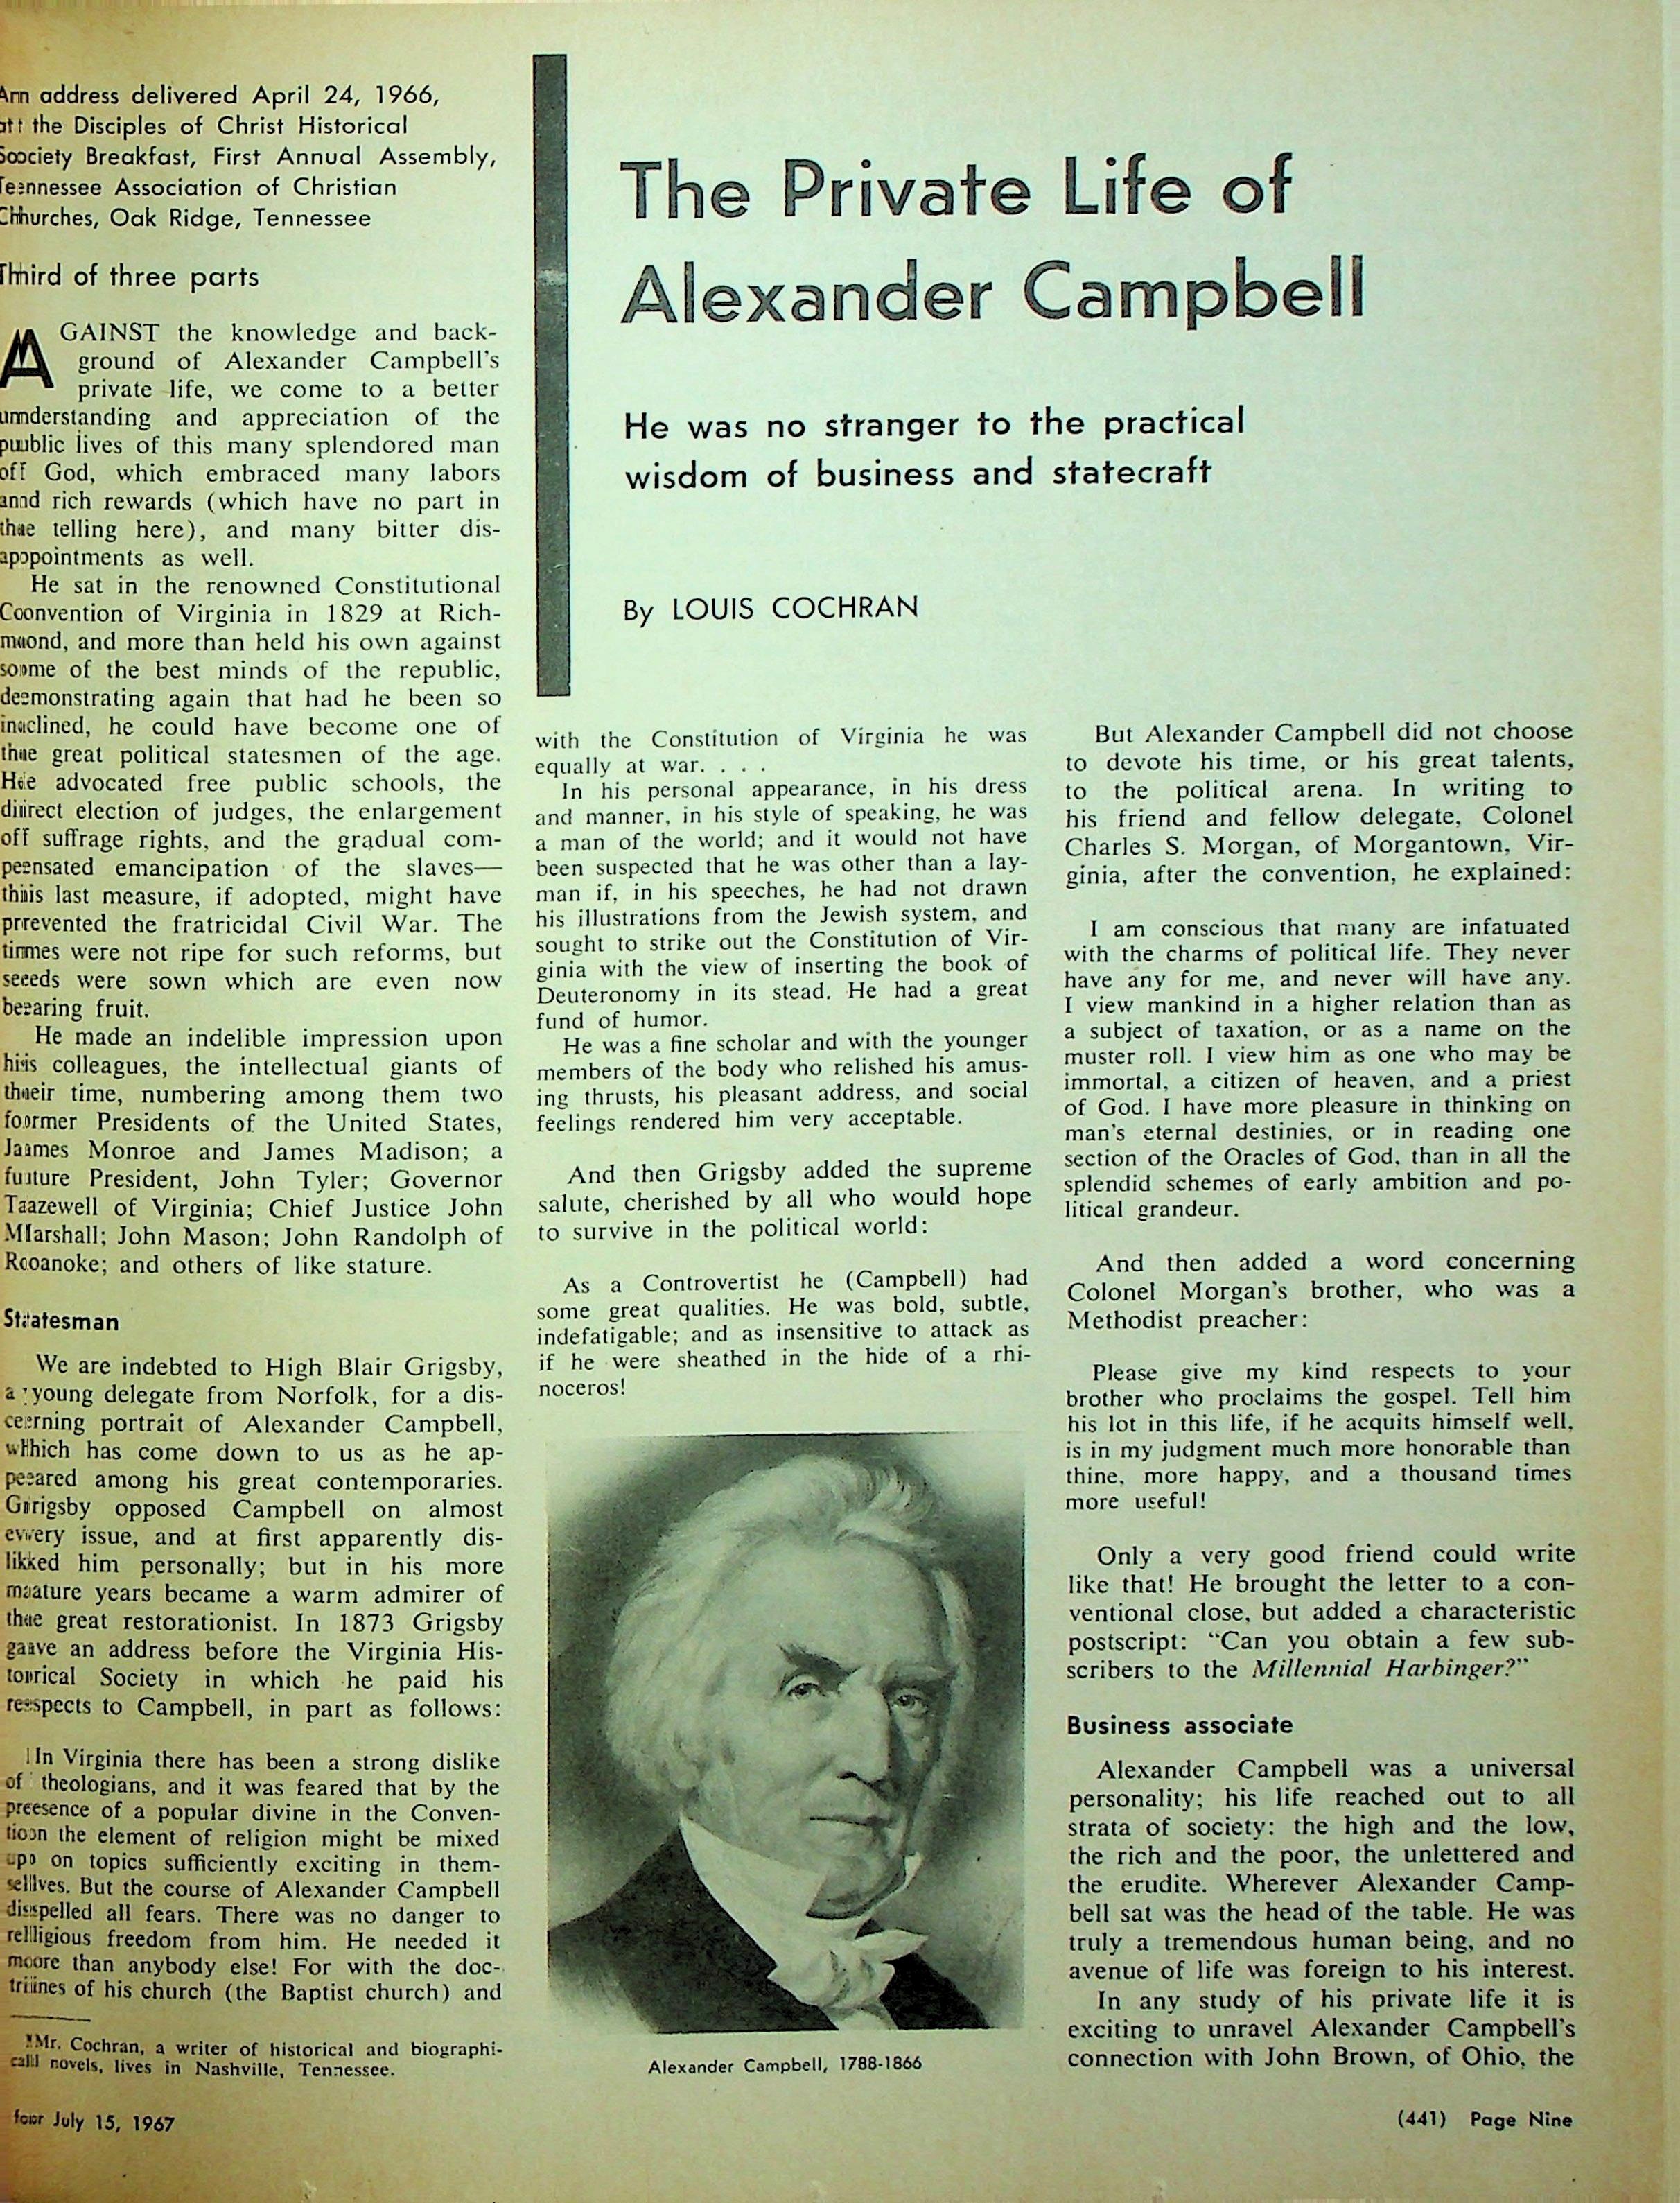 An address delivered April 24, 1966,
at the Disciples of Christ Historical
Society Breakfast, First Annual Assembly,
Tennessee Association of Christian
Churches, Oak Ridge, Tennessee
Third of three parts
The Private Life of
Alexander Campbell
He was no stranger to the practical
wisdom of business and statecraft
By LOUIS COCHRAN
AGAINST the knowledge and back-
ground of Alexander Campbell's
private life, we come to a better
understanding and appreciation of the
public lives of this many splendored man
of God, which embraced many labors
and rich rewards (which have no part in
the telling here), and many bitter dis-
appointments as well.
He sat in the renowned Constitutional
Convention of Virginia in 1829 at Rich-
mond, and more than held his own against
some of the best minds of the republic,
demonstrating again that had he been so
inclined, he could have become one of
the great political statesmen of the age.
He advocated free public schools, the
direct election of judges, the enlargement
of suffrage rights, and the gradual com-
pensated emancipation of the slaves—
this last measure, if adopted, might have
prevented the fratricidal Civil War. The
times were not ripe for such reforms, but
seeds were sown which are even now
bearing fruit.
He made an indelible impression upon
his colleagues, the intellectual giants of
their time, numbering among them two
former Presidents of the United States,
James Monroe and James Madison; a
future President, John Tyler; Governor
Tazewell of Virginia; Chief Justice John
Marshall; John Mason; John Randolph of
Roanoke; and others of like stature.
Statesman
We are indebted to High Blair Grigsby,
a young delegate from Norfolk, for a dis-
cerning portrait of Alexander Campbell,
which has come down to us as he ap-
peared among his great contemporaries.
Grigsby opposed Campbell on almost
every issue, and at first apparently dis-
liked him personally; but in his more
mature years became a warm admirer of
the great restorationist. In 1873 Grigsby
gave an address before the Virginia His-
torical Society in which he paid his
respects to Campbell, in part as follows:
In Virginia there has been a strong dislike
of theologians, and it was feared that by the
presence of a popular divine in the Conven-
tion the element of religion might be mixed
up on topics sufficiently exciting in them-
selves. But the course of Alexander Campbell
dispelled all fears. There was no danger to
religious freedom from him. He needed it
more than anybody else! For with the doc-
trines of his church (the Baptist church) and
Mr. Cochran, a writer of historical and biographi-
cal novels, lives in Nashville, Tennessee.
with the Constitution of Virginia he was
equally at war. . . .
In his personal appearance, in his dress
and manner, in his style of speaking, he was
a man of the world; and it would not have
been suspected that he was other than a lay-
man if, in his speeches, he had not drawn
his illustrations from the Jewish system, and
sought to strike out the Constitution of Vir-
ginia with the view of inserting the book of
Deuteronomy in its stead. He had a great
fund of humor.
He was a fine scholar and with the younger
members of the body who relished his amus-
ing thrusts, his pleasant address, and social
feelings rendered him very acceptable.
And then Grigsby added the supreme
salute, cherished by all who would hope
to survive in the political world:
As a Controvertist he (Campbell) had
some great qualities. He was bold, subtle,
indefatigable; and as insensitive to attack as
if he were sheathed in the hide of a rhi-
noceros!
Alexander Campbell, 1788-1866
But Alexander Campbell did not choose
to devote his time, or his great talents,
to the political arena. In writing to
his friend and fellow delegate, Colonel
Charles S. Morgan, of Morgantown, Vir-
ginia, after the convention, he explained:
I am conscious that many are infatuated
with the charms of political life. They never
have any for me, and never will have any.
I view mankind in a higher relation than as
a subject of taxation, or as a name on the
muster roll. I view him as one who may be
immortal, a citizen of heaven, and a priest
of God. I have more pleasure in thinking on
man's eternal destinies, or in reading one
section of the Oracles of God, than in all the
splendid schemes of early ambition and po-
litical grandeur.
And then added a word concerning
Colonel Morgan's brother, who was a
Methodist preacher:
Please give my kind respects to your
brother who proclaims the gospel. Tell him
his lot in this life, if he acquits himself well,
is in my judgment much more honorable than
thine, more happy, and a thousand times
more useful!
Only a very good friend could write
like that! He brought the letter to a con-
ventional close, but added a characteristic
postscript: "Can you obtain a few sub-
scribers to the Millennial Harbinger?"
Business associate
Alexander Campbell was a universal
personality; his life reached out to all
strata of society: the high and the low,
the rich and the poor, the unlettered and
the erudite. Wherever Alexander Camp-
bell sat was the head of the table. He was
truly a tremendous human being, and no
avenue of life was foreign to his interest.
In any study of his private life it is
exciting to unravel Alexander Campbell's
connection with John Brown, of Ohio, the
for July 15, 1967
(441) Page Nine